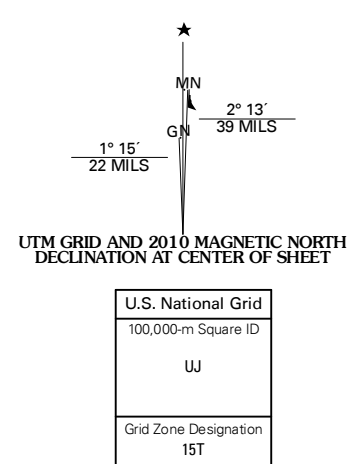 MN
GN
2° 13´
39 MILS
1° 15´
22 MILS
UTM GRID AND 2010 MAGNETIC NORTH
DECLINATION AT CENTER OF SHEET
U.S. National Grid
100,000-m Square ID
UJ
Grid Zone Designation
15T